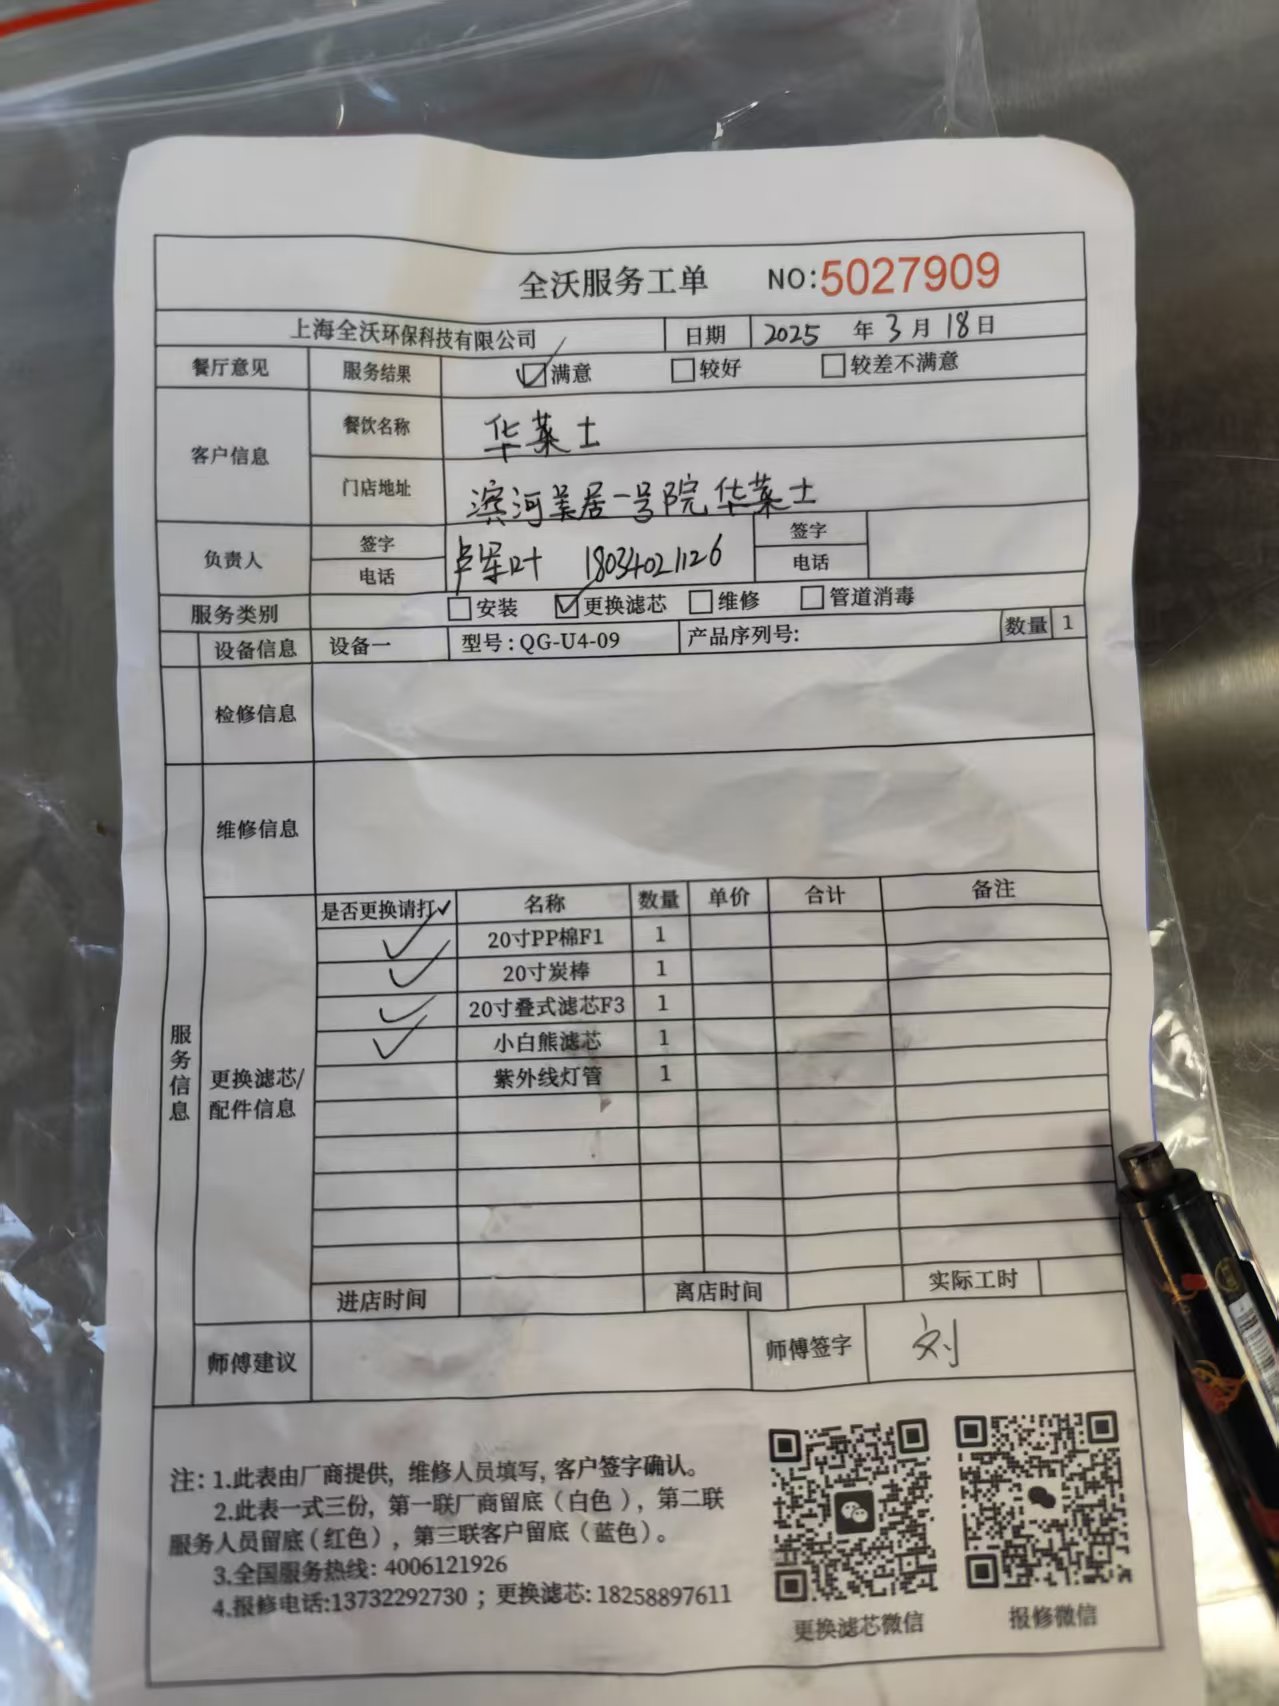 全沃服务工单 NO:5027909
上海全沃环保科技有限公司 日期 2025 年 3 月 18 日
餐厅意见 服务结果 ☑满意 □较好 □较差不满意
客户信息 餐饮名称 华莱士
门店地址 滨河美居一号院华莱士
负责人 签字 签字
电话 18034021126 电话
服务类别 □安装 ☑更换滤芯 □维修 □管道消毒
设备信息 设备一 型号:QG-U4-09 产品序列号: 数量 1
检修信息
维修信息
服务信息
更换滤芯/
配件信息
是否更换请打✓ 名称 数量 单价 合计 备注
✓ 20寸PP棉F1 1
✓ 20寸炭棒 1
✓ 20寸叠式滤芯F3 1
✓ 小白熊滤芯 1
紫外线灯管 1
进店时间 离店时间 实际工时
师傅建议 师傅签字 刘
注: 1.此表由厂商提供, 维修人员填写, 客户签字确认。
2.此表一式三份, 第一联厂商留底(白色), 第二联
服务人员留底(红色), 第三联客户留底(蓝色)。
3.全国服务热线: 4006121926
4.报修电话:13732292730 ; 更换滤芯: 18258897611
更换滤芯微信 报修微信